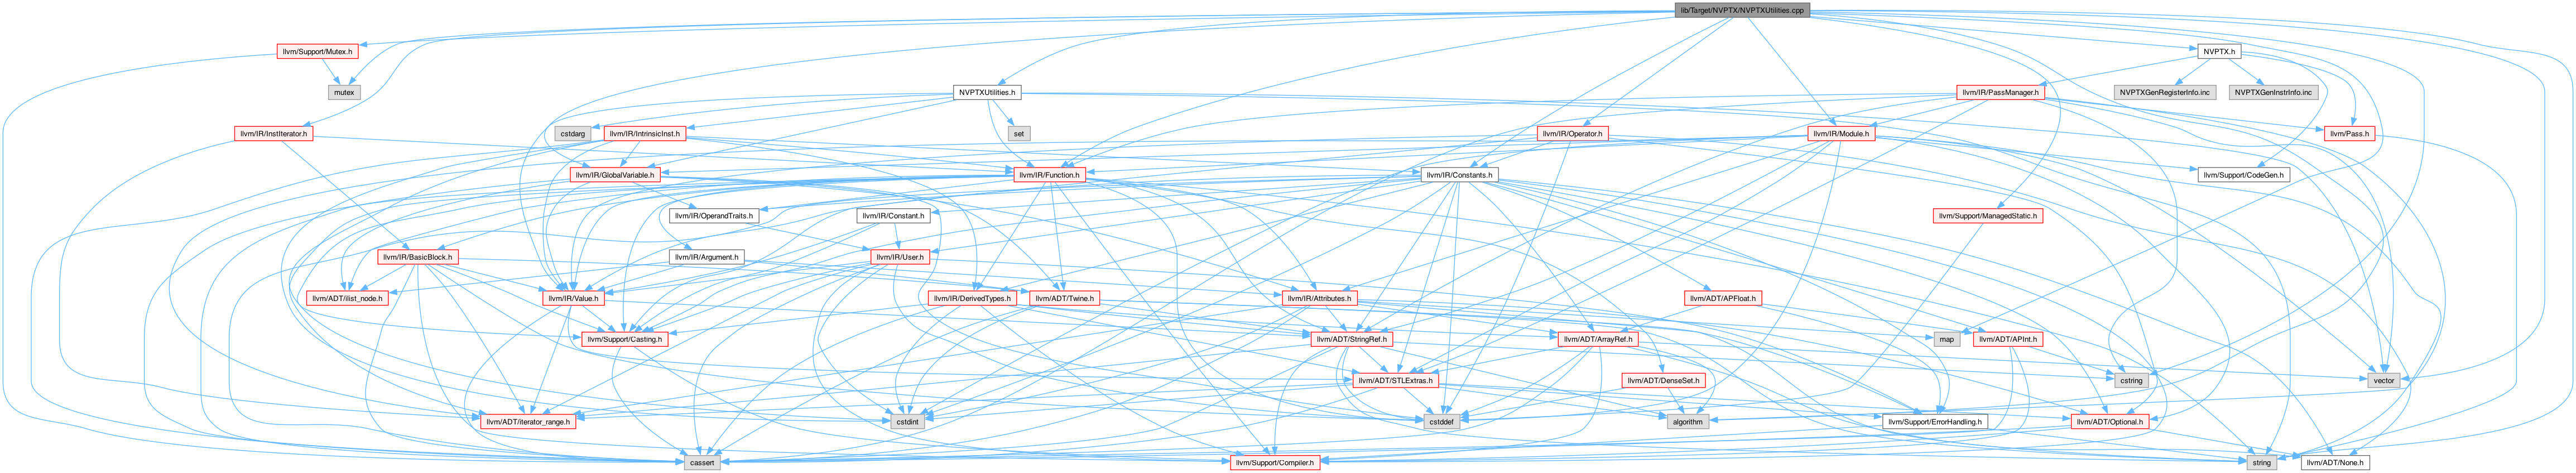 lib/Target/NVPTX/NVPTXUtilities.cpp
llvm/Support/Mutex.h
NVPTX.h
mutex
NVPTXUtilities.h
llvm/IR/PassManager.h
NVPTXGenRegisterInfo.inc
NVPTXGenInstrInfo.inc
llvm/IR/InstIterator.h
cstdarg
llvm/IR/IntrinsicInst.h
set
llvm/IR/Operator.h
llvm/IR/Module.h
llvm/Pass.h
llvm/IR/GlobalVariable.h
llvm/IR/Function.h
llvm/IR/Constants.h
llvm/Support/CodeGen.h
llvm/IR/OperandTraits.h
llvm/IR/Constant.h
llvm/Support/ManagedStatic.h
llvm/IR/BasicBlock.h
llvm/IR/Argument.h
llvm/IR/User.h
llvm/ADT/ilist_node.h
llvm/IR/Value.h
llvm/IR/DerivedTypes.h
llvm/ADT/Twine.h
llvm/IR/Attributes.h
llvm/ADT/APFloat.h
llvm/Support/Casting.h
llvm/ADT/StringRef.h
llvm/ADT/ArrayRef.h
map
llvm/ADT/APInt.h
llvm/ADT/STLExtras.h
llvm/ADT/DenseSet.h
cstring
vector
llvm/ADT/iterator_range.h
cstdint
cstddef
algorithm
llvm/Support/ErrorHandling.h
llvm/ADT/Optional.h
cassert
llvm/Support/Compiler.h
string
llvm/ADT/None.h